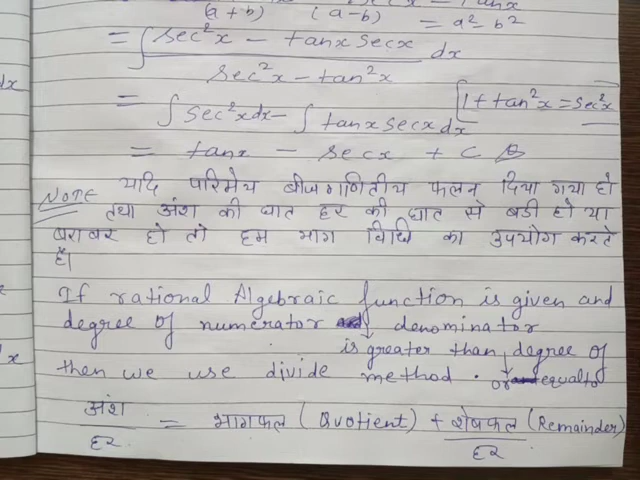 (a+b) (a-b) = a²-b²
= ∫ sec²x - tanx secx dx
sec²x - tan²x
= ∫ sec²x dx - ∫ tanx secx dx [1+tan²x = sec²x
= tanx - secx + C
NOTE यदि परिमेय बीजगणितीय फलन दिया गया हो
तथा अंश की घात हर की घात से बडी हो या
बराबर हो तो हम भाग विधि का उपयोग करते
हैं।
If rational Algebraic function is given and
degree of numerator denominator
is greater than degree of
then we use divide method. or equal to
अंश = भागफल (Quotient) + शेषफल (Remainder)
हर हर